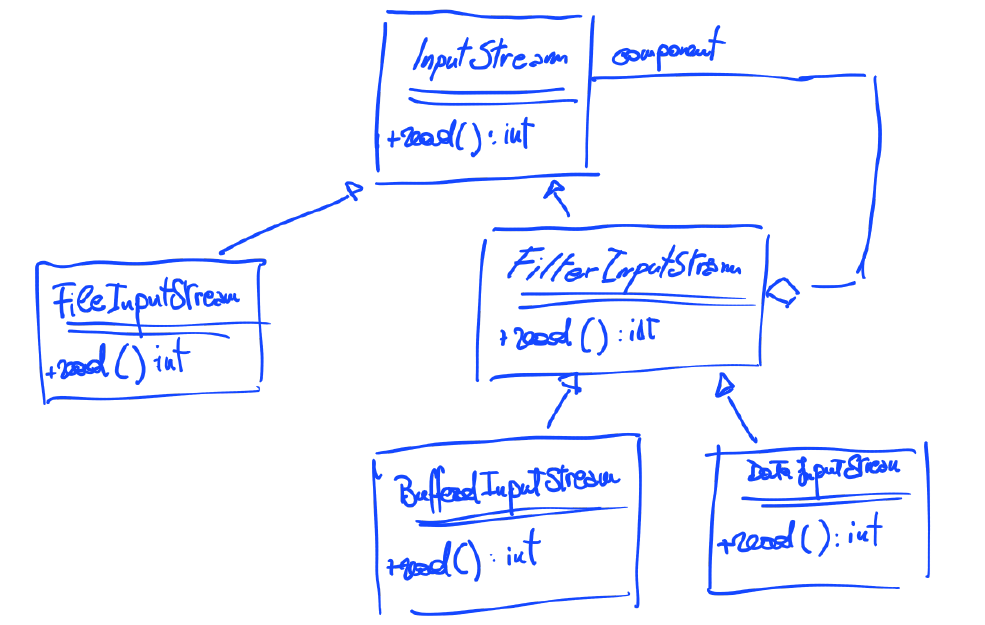 InputStream
component
+read() : int
FilterInputStream
FileInputStream
+read() : int
+read() int
BufferedInputStream
DataInputStream
+read() : int
+read() : int